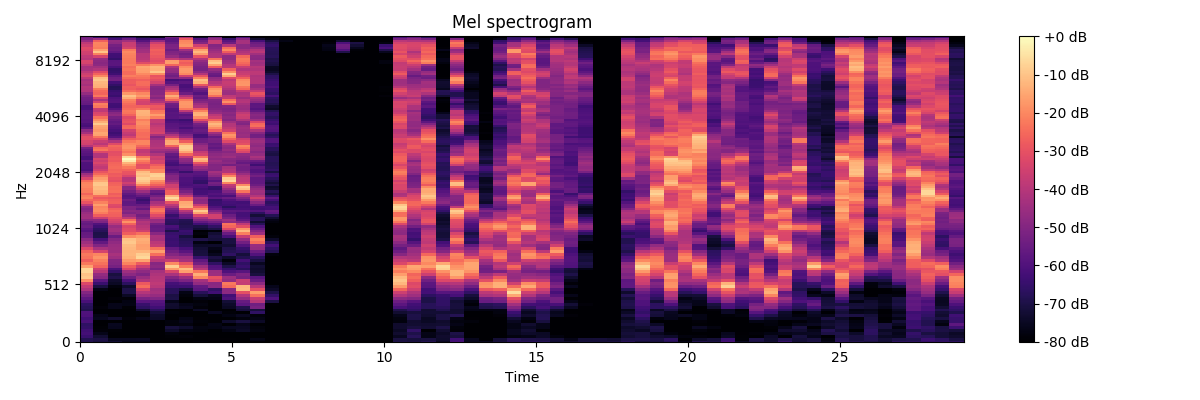 Mel spectrogram
Hz
8192
4096
2048
1024
512
0
0 5 10 15 20 25
Time
+0 dB
-10 dB
-20 dB
-30 dB
-40 dB
-50 dB
-60 dB
-70 dB
-80 dB